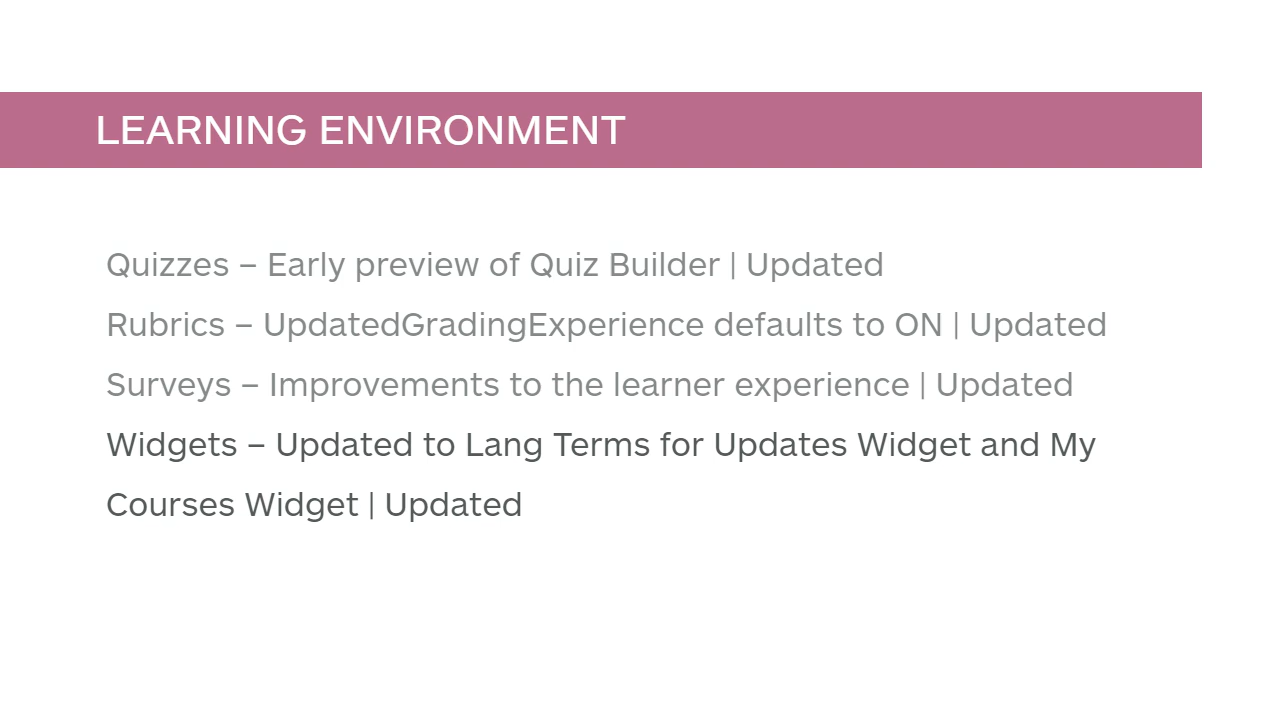 LEARNING ENVIRONMENT
Quizzes – Early preview of Quiz Builder | Updated
Rubrics – UpdatedGradingExperience defaults to ON | Updated
Surveys – Improvements to the learner experience | Updated
Widgets – Updated to Lang Terms for Updates Widget and My
Courses Widget | Updated